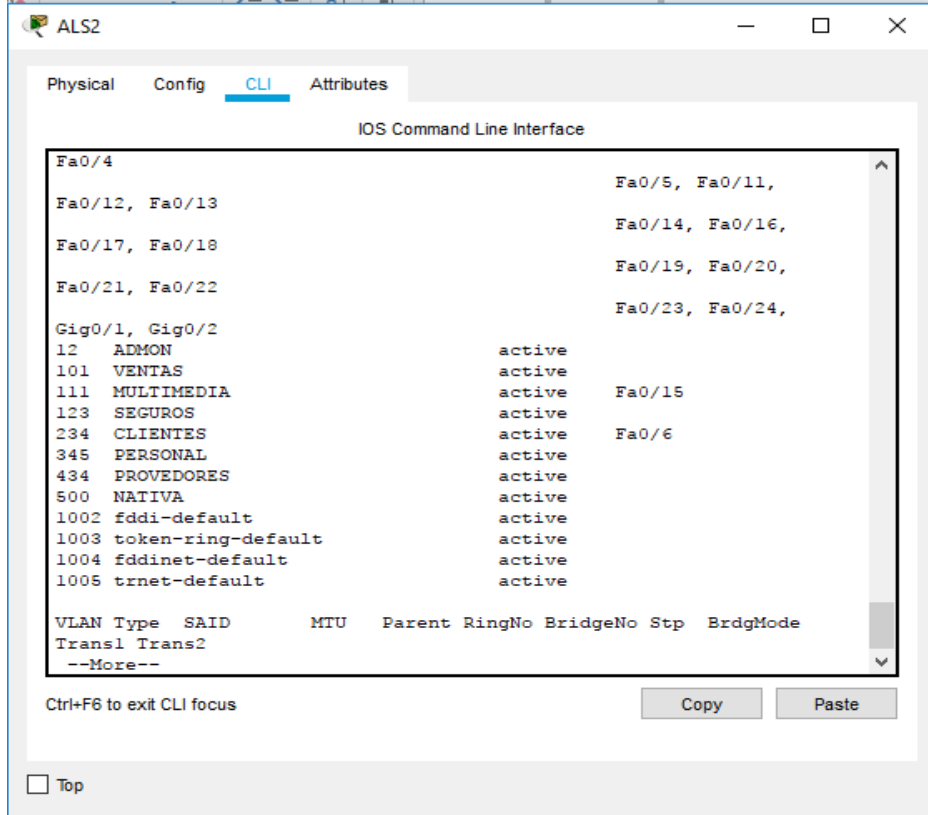 ALS2
Physical Config CLI Attributes
IOS Command Line Interface
Fa0/4
Fa0/5, Fa0/11,
Fa0/12, Fa0/13
Fa0/14, Fa0/16,
Fa0/17, Fa0/18
Fa0/19, Fa0/20,
Fa0/21, Fa0/22
Fa0/23, Fa0/24,
Gig0/1, Gig0/2
12 ADMON active
101 VENTAS active
111 MULTIMEDIA active Fa0/15
123 SEGUROS active
234 CLIENTES active Fa0/6
345 PERSONAL active
434 PROVEDORES active
500 NATIVA active
1002 fddi-default active
1003 token-ring-default active
1004 fddinet-default active
1005 trnet-default active
VLAN Type SAID MTU Parent RingNo BridgeNo Stp BrdgMode
Trans1 Trans2
--More--
Ctrl+F6 to exit CLI focus
Copy Paste
Top